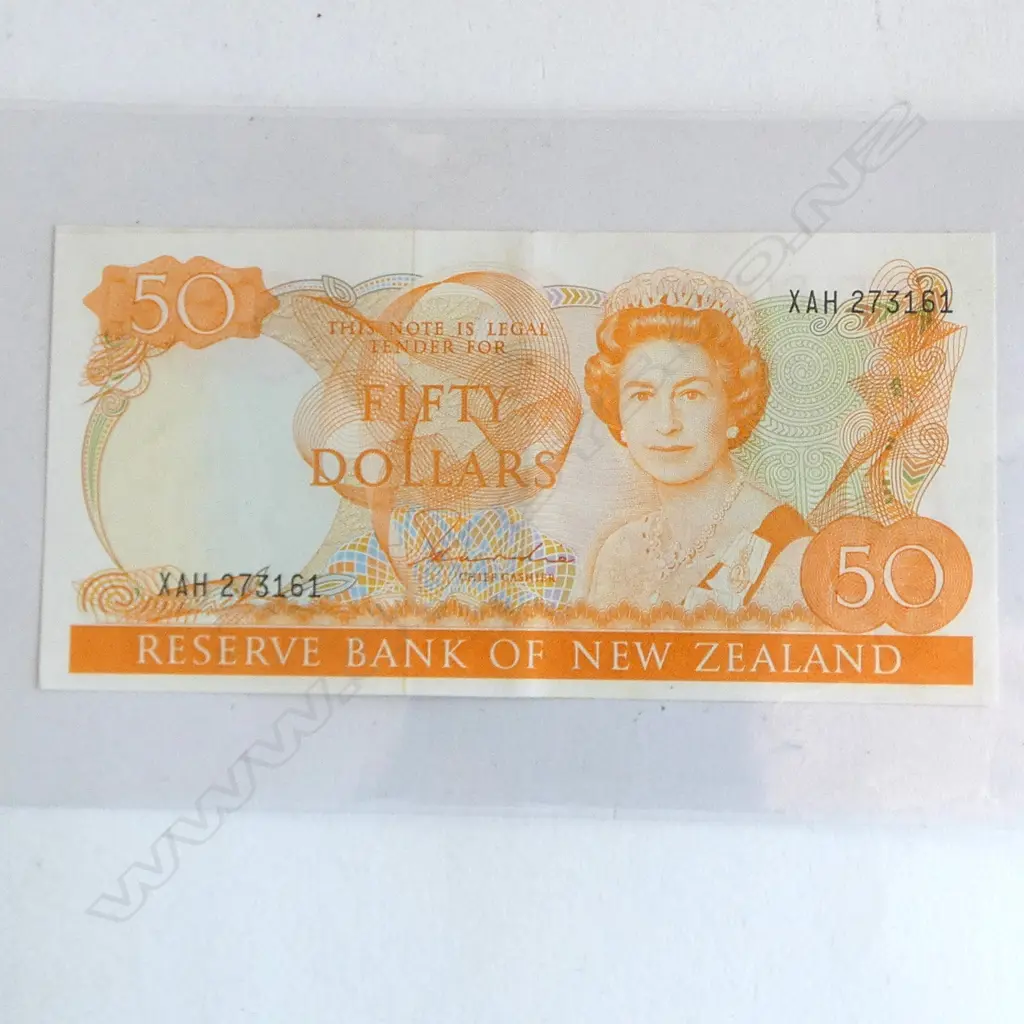 50
THIS NOTE IS LEGAL
TENDER FOR
FIFTY
DOLLARS
CHIEF CASHIER
XAH 273161
XAH 273161
50
RESERVE BANK OF NEW ZEALAND